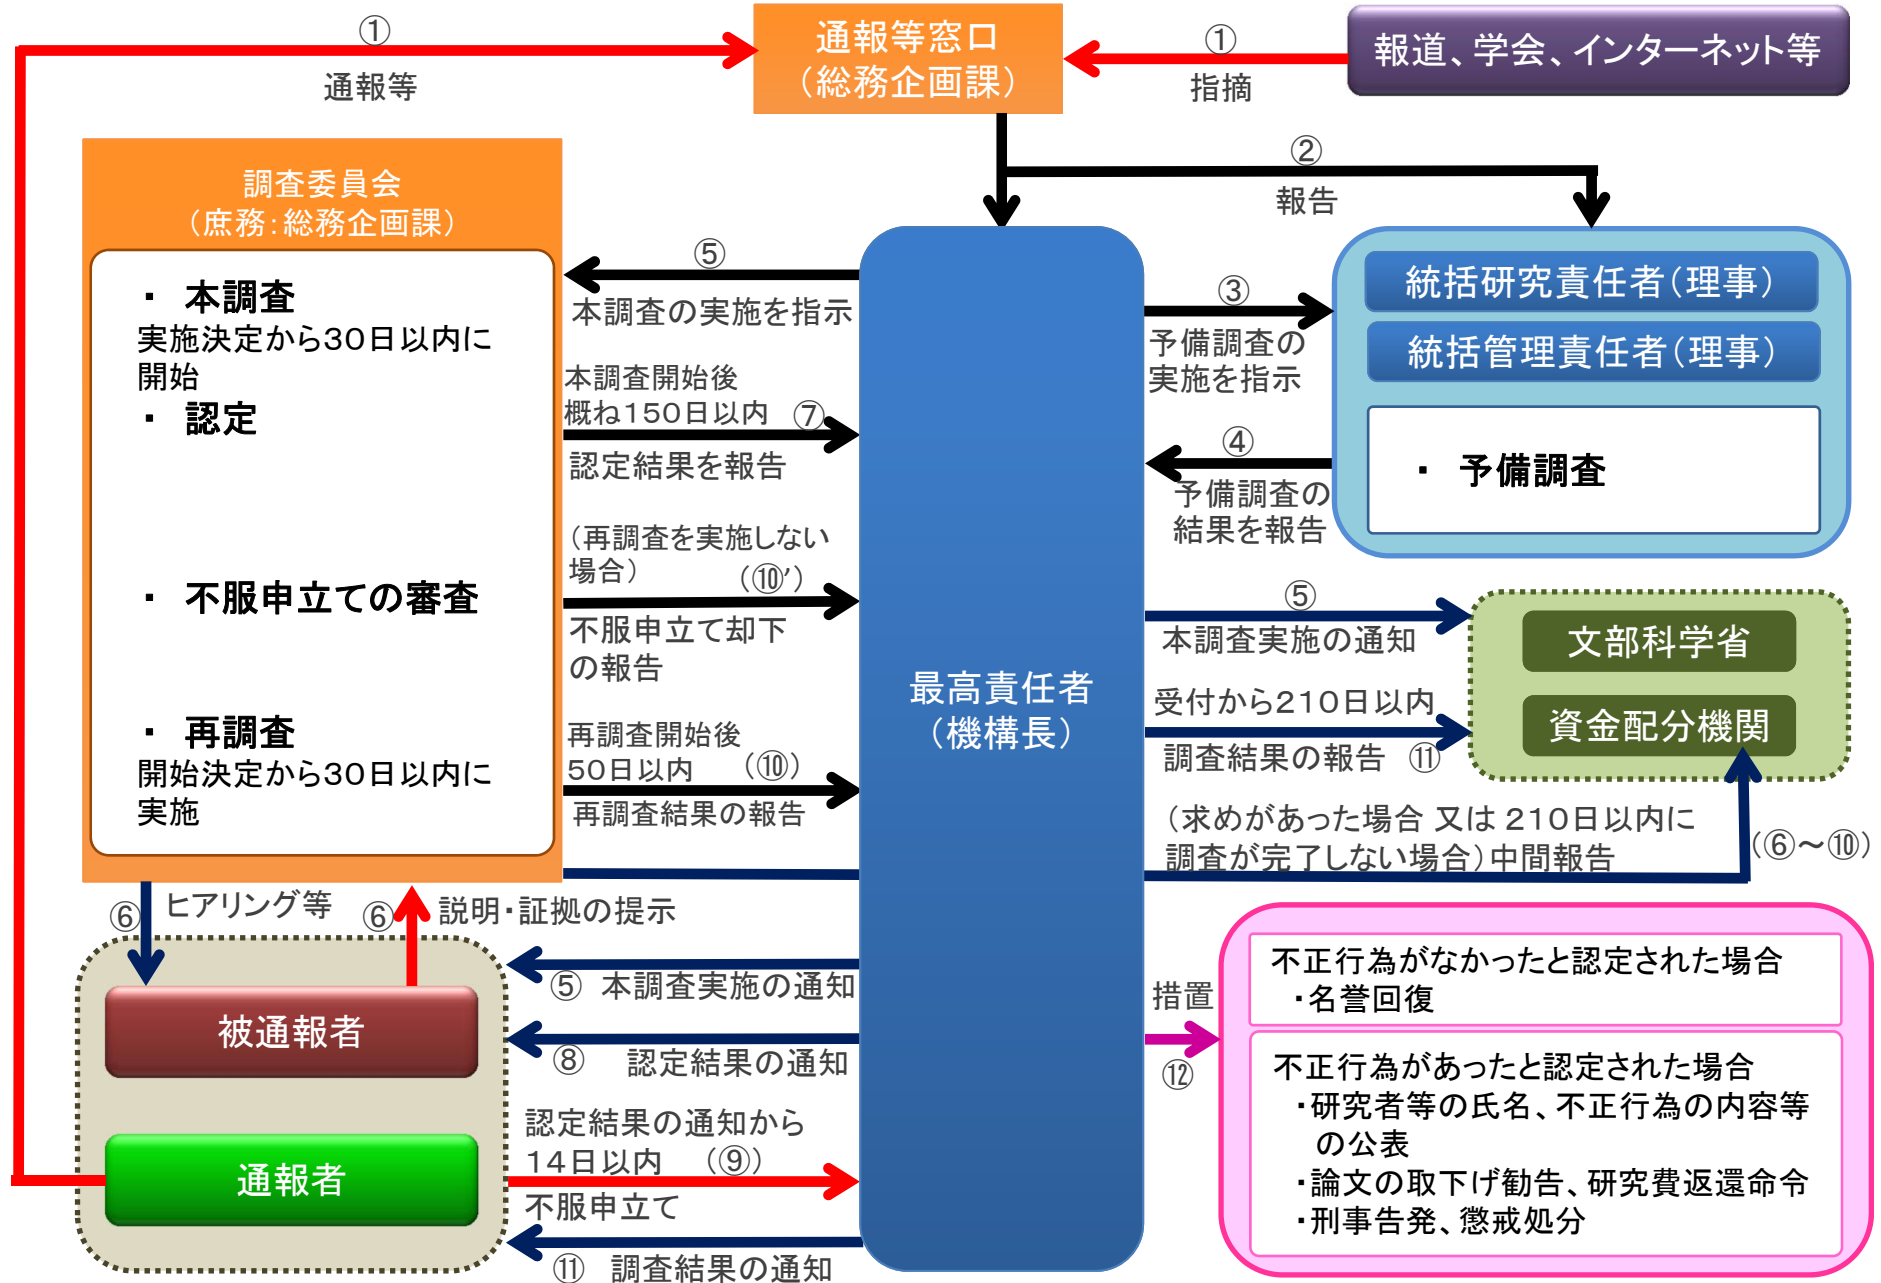 ①
通報等
通報等窓口
（総務企画課）
①
指摘
報道、学会、インターネット等
②
報告
調査委員会
（庶務：総務企画課）
・ 本調査
実施決定から30日以内に
開始
・ 認定
・ 不服申立ての審査
・ 再調査
開始決定から30日以内に
実施
⑤
本調査の実施を指示
本調査開始後
概ね150日以内 ⑦
認定結果を報告
（再調査を実施しない
場合） （⑩’）
不服申立て却下
の報告
再調査開始後
50日以内 （⑩）
再調査結果の報告
最高責任者
（機構長）
③
予備調査の
実施を指示
④
予備調査の
結果を報告
統括研究責任者（理事）
統括管理責任者（理事）
・ 予備調査
⑤
本調査実施の通知
受付から210日以内
調査結果の報告 ⑪
文部科学省
資金配分機関
（求めがあった場合 又は 210日以内に
調査が完了しない場合）中間報告
（⑥～⑩）
⑥
ヒアリング等
⑥
説明・証拠の提示
被通報者
通報者
⑤ 本調査実施の通知
⑧ 認定結果の通知
認定結果の通知から
14日以内 （⑨）
不服申立て
⑪ 調査結果の通知
措置
⑫
不正行為がなかったと認定された場合
・名誉回復
不正行為があったと認定された場合
・研究者等の氏名、不正行為の内容等
の公表
・論文の取下げ勧告、研究費返還命令
・刑事告発、懲戒処分